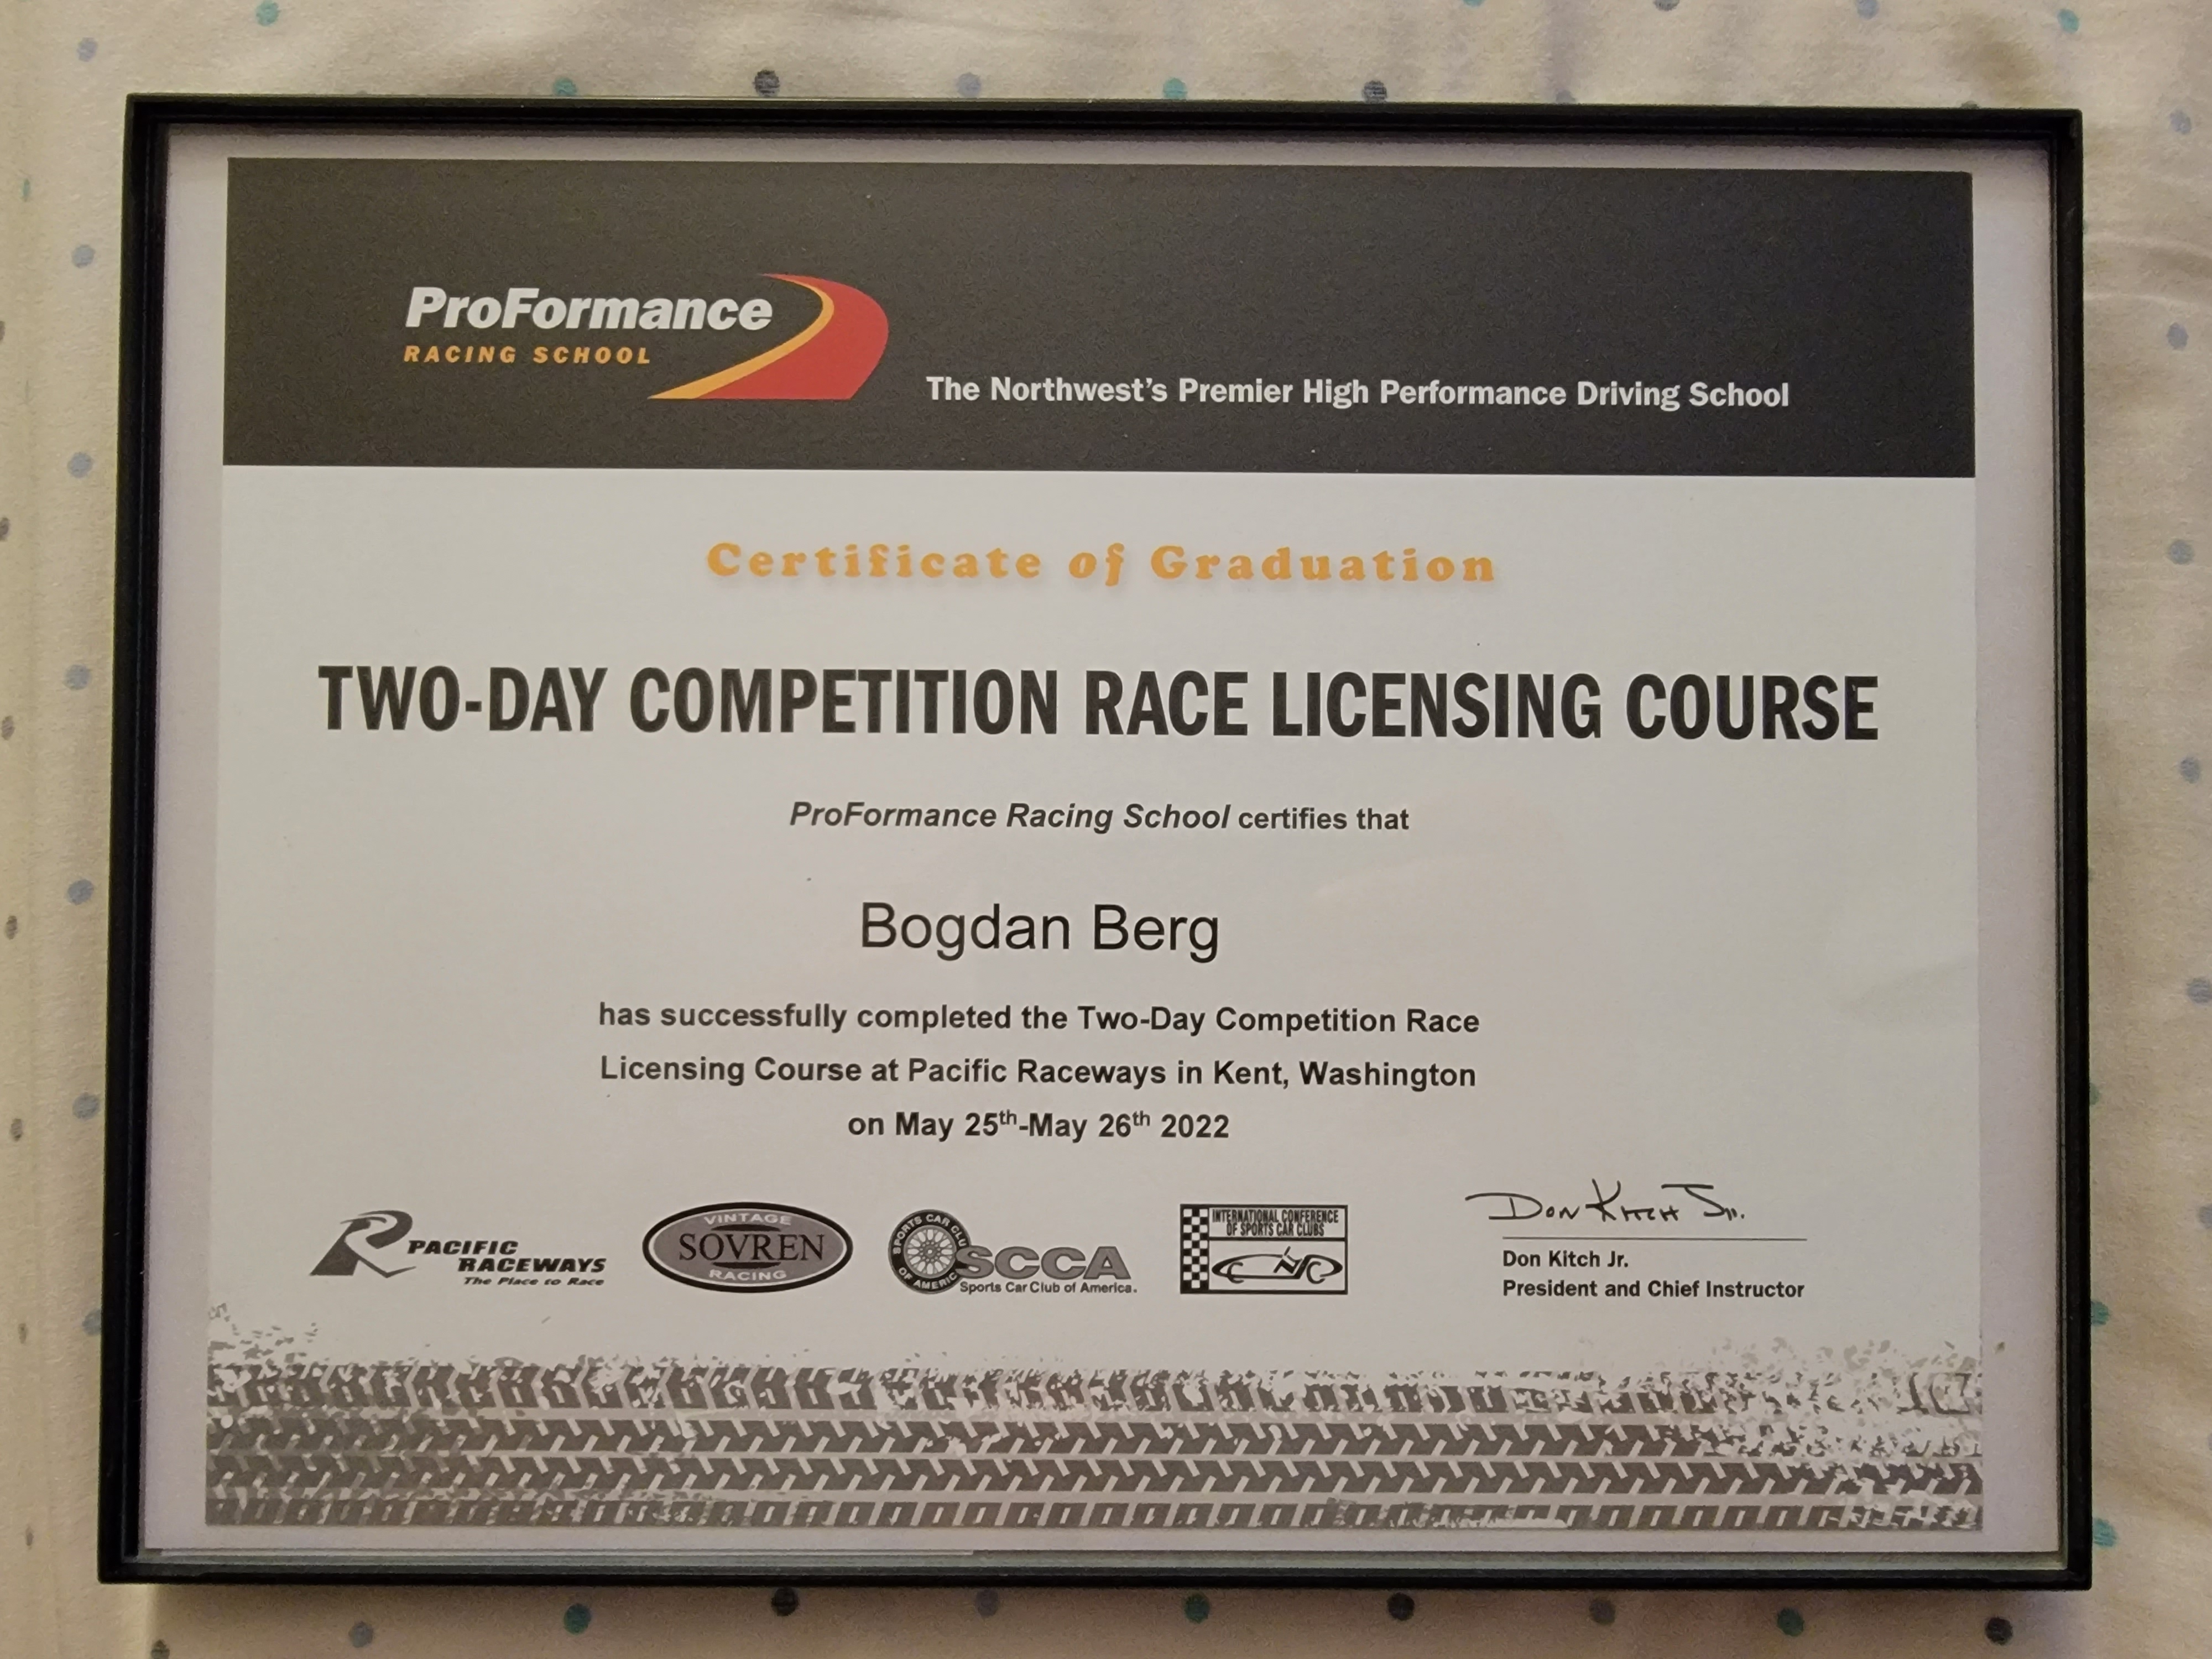 ProFormance
RACING SCHOOL
The Northwest's Premier High Performance Driving School
Certificate of Graduation
TWO-DAY COMPETITION RACE LICENSING COURSE
ProFormance Racing School certifies that
Bogdan Berg
has successfully completed the Two-Day Competition Race
Licensing Course at Pacific Raceways in Kent, Washington
on May 25th-May 26th 2022
PACIFIC
RACEWAYS
The Place to Race
VINTAGE
SOVREN
RACING
SPORTS CAR CLU
OF AMERIC
SCCA
Sports Car Club of America.
INTERNATIONAL CONFERENCE
OF SPORTS CAR CLUBS
Don Kitch Jr.
Don Kitch Jr.
President and Chief Instructor